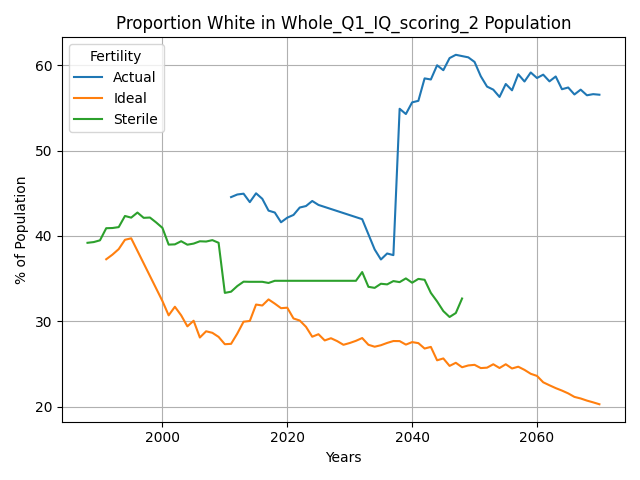 Proportion White in Whole_Q1_IQ_scoring_2 Population
Fertility
Actual
Ideal
Sterile
% of Population
60
50
40
30
20
2000 2020 2040 2060
Years